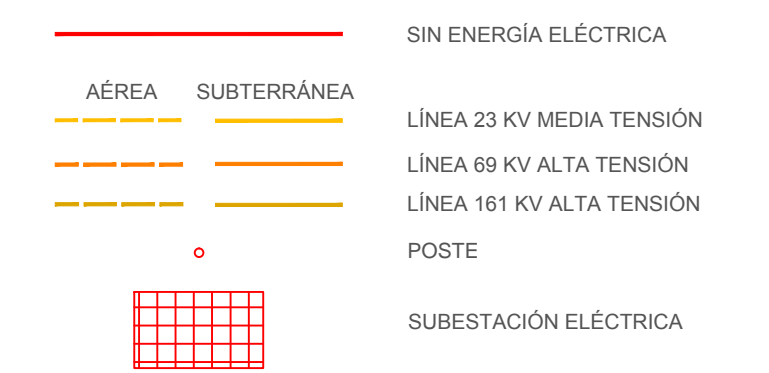 SIN ENERGÍA ELÉCTRICA
AÉREA SUBTERRÁNEA
LÍNEA 23 KV MEDIA TENSIÓN
LÍNEA 69 KV ALTA TENSIÓN
LÍNEA 161 KV ALTA TENSIÓN
POSTE
SUBESTACIÓN ELÉCTRICA